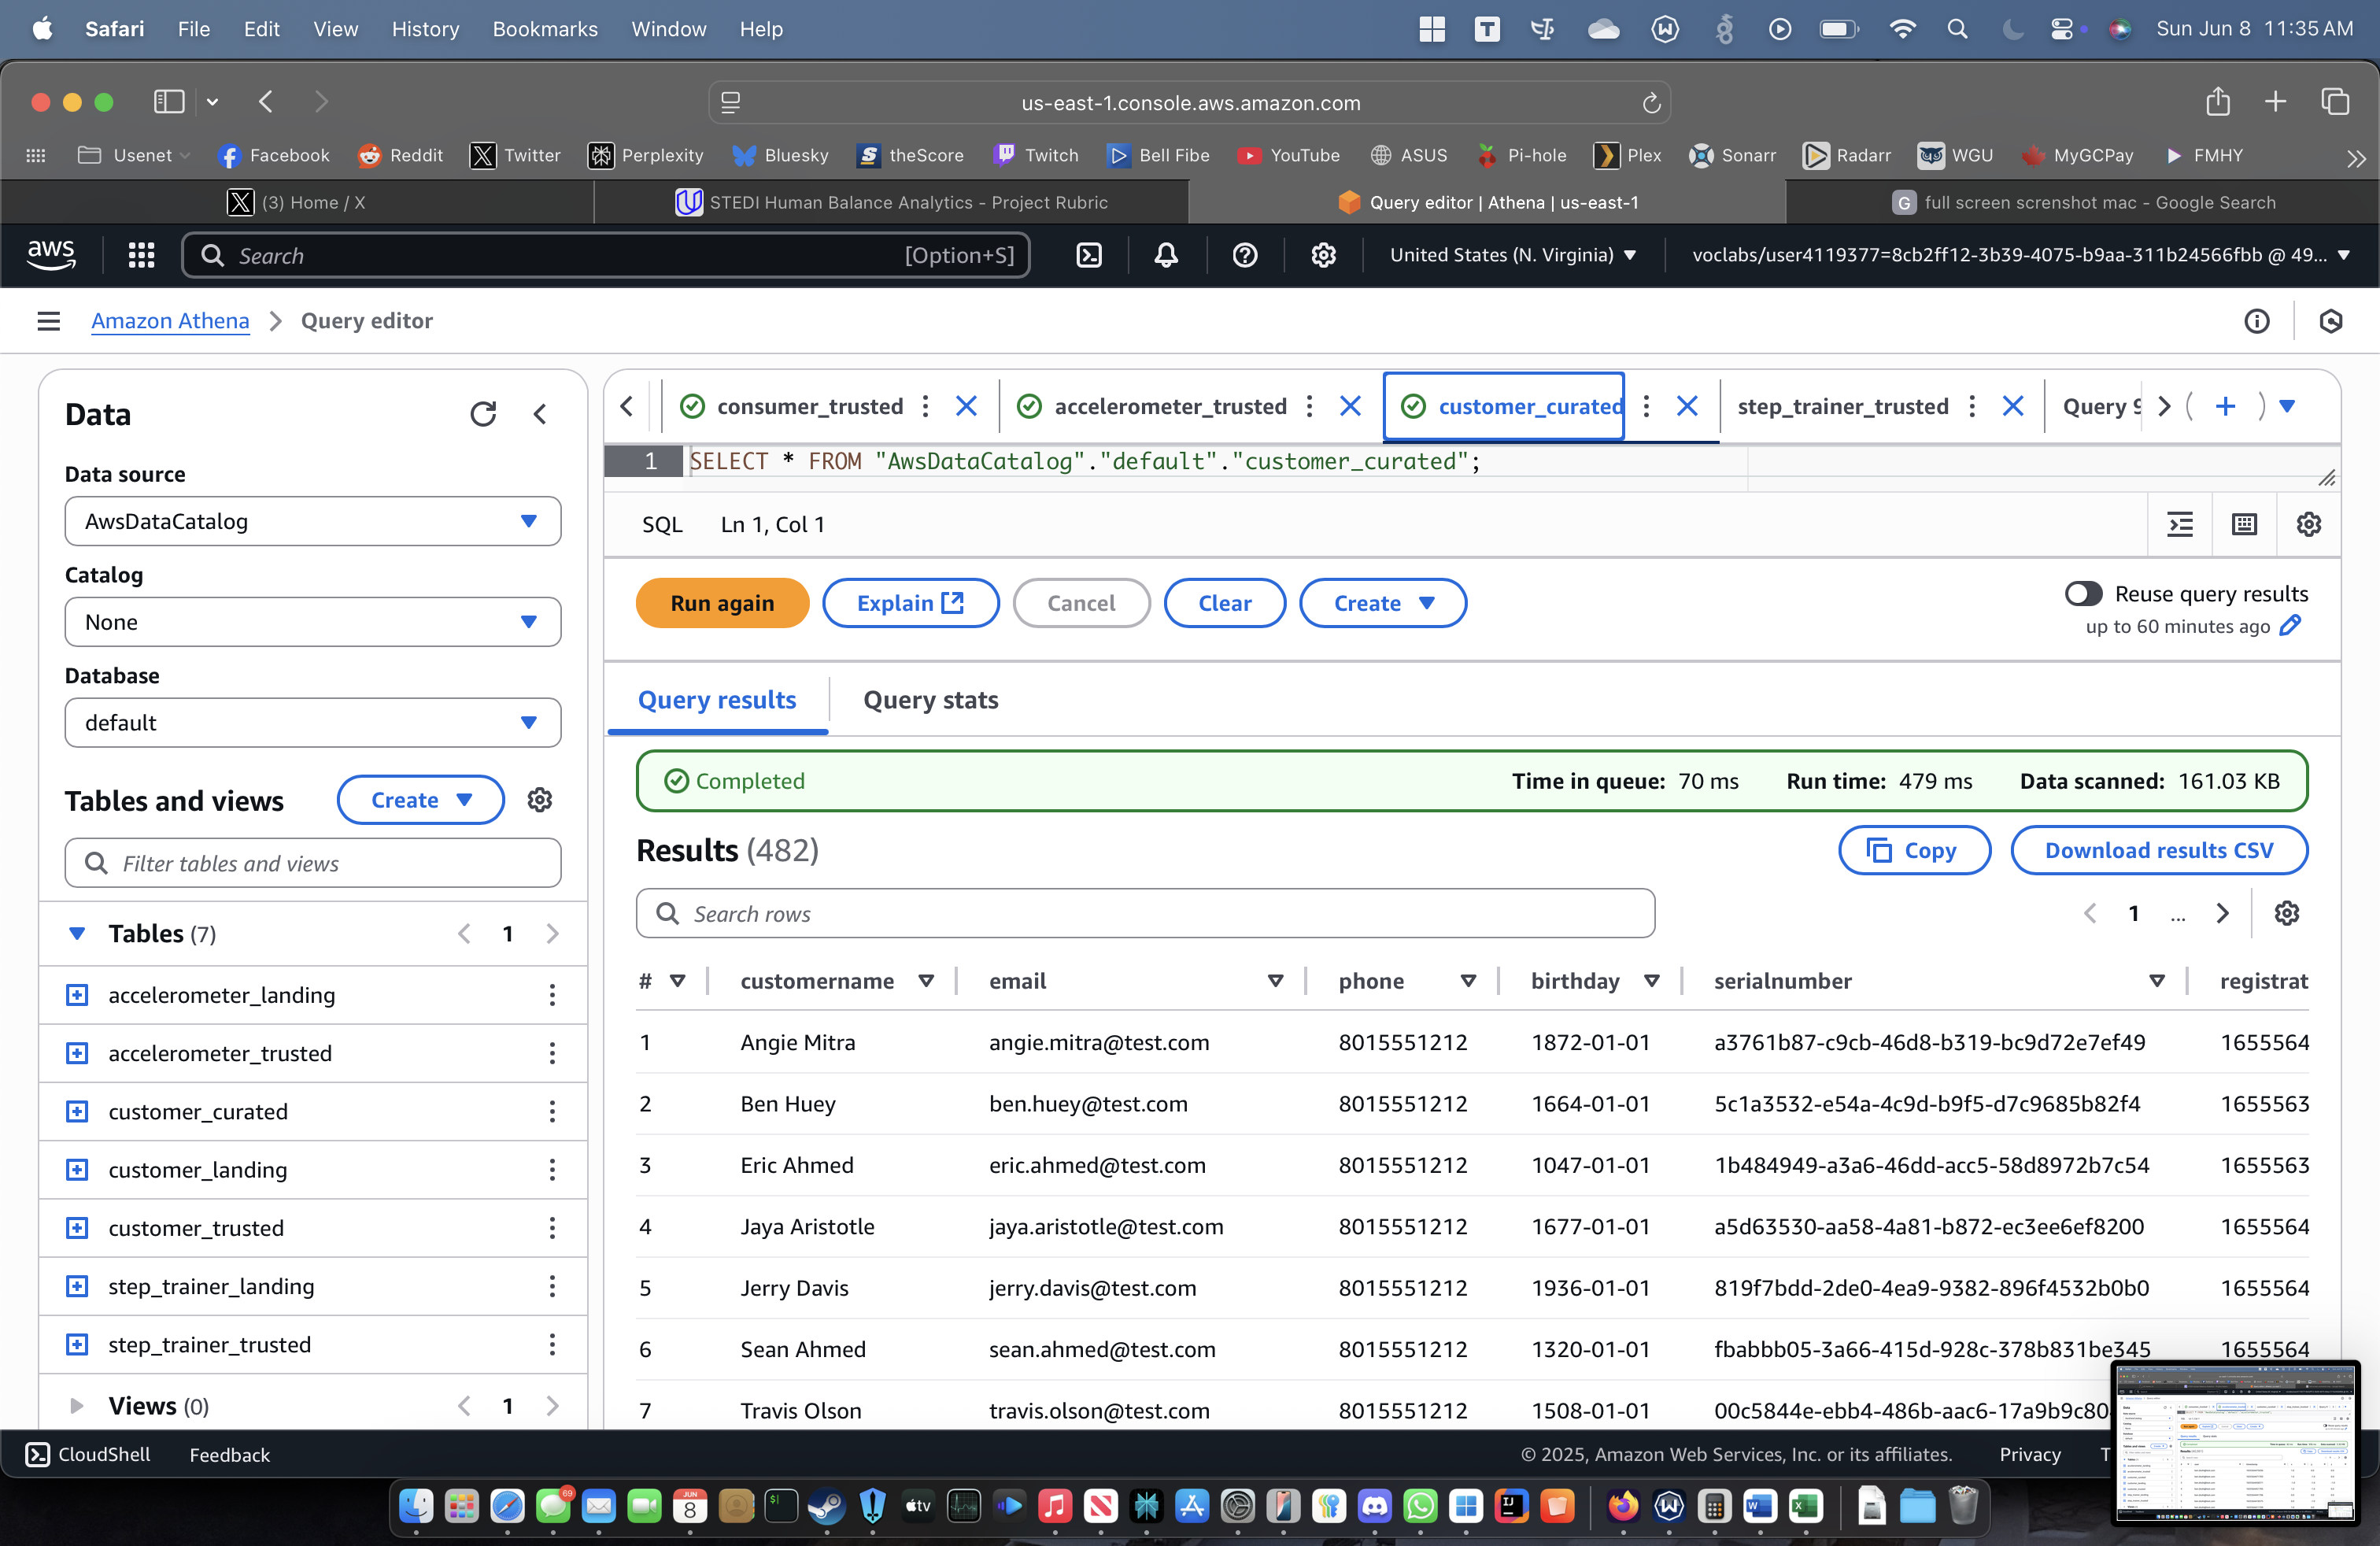 Safari File Edit View History Bookmarks Window Help Sun Jun 8 11:35 AM
us-east-1.console.aws.amazon.com
Usenet Facebook Reddit Twitter Perplexity Bluesky theScore Twitch Bell Fibe YouTube ASUS Pi-hole Plex Sonarr Radarr WGU MyGCPay FMHY
(3) Home / X STEDI Human Balance Analytics - Project Rubric Query editor | Athena | us-east-1 full screen screnshot mac - Google Search
aws Search [Option+S] United States (N. Virginia) voclabs/user4119377=8cb2ff12-3b39-4075-b9aa-311b24566fbb @ 49...
Amazon Athena Query editor
Data
Data source
AwsDataCatalog
Catalog
None
Database
default
Tables and views Create
Filter tables and views
Tables (7) 1
accelerometer_landing
accelerometer_trusted
customer_curated
customer_landing
customer_trusted
step_trainer_landing
step_trainer_trusted
Views (0) 1
consumer_trusted accelerometer_trusted customer_curated step_trainer_trusted Query 9
1 SELECT * FROM "AwsDataCatalog"."default"."customer_curated";
SQL Ln 1, Col 1
Run again Explain Cancel Clear Create Reuse query results
up to 60 minutes ago
Query results Query stats
Completed Time in queue: 70 ms Run time: 479 ms Data scanned: 161.03 KB
Results (482) Copy Download results CSV
Search rows 1 ...
# customername email phone birthday serialnumber registrat
1 Angie Mitra angie.mitra@test.com 8015551212 1872-01-01 a3761b87-c9cb-46d8-b319-bc9d72e7ef49 1655564
2 Ben Huey ben.huey@test.com 8015551212 1664-01-01 5c1a3532-e54a-4c9d-b9f5-d7c9685b82f4 1655563
3 Eric Ahmed eric.ahmed@test.com 8015551212 1047-01-01 1b484949-a3a6-46dd-acc5-58d8972b7c54 1655563
4 Jaya Aristotle jaya.aristotle@test.com 8015551212 1677-01-01 a5d63530-aa58-4a81-b872-ec3ee6ef8200 1655564
5 Jerry Davis jerry.davis@test.com 8015551212 1936-01-01 819f7bdd-2de0-4ea9-9382-896f4532b0b0 1655564
6 Sean Ahmed sean.ahmed@test.com 8015551212 1320-01-01 fbabbb05-3a66-415d-928c-378b831be345 1655564
7 Travis Olson travis.olson@test.com 8015551212 1508-01-01 00c5844e-ebb4-486b-aac6-17a9b9c80
CloudShell Feedback © 2025, Amazon Web Services, Inc. or its affiliates. Privacy T
69 JUN 8 tv